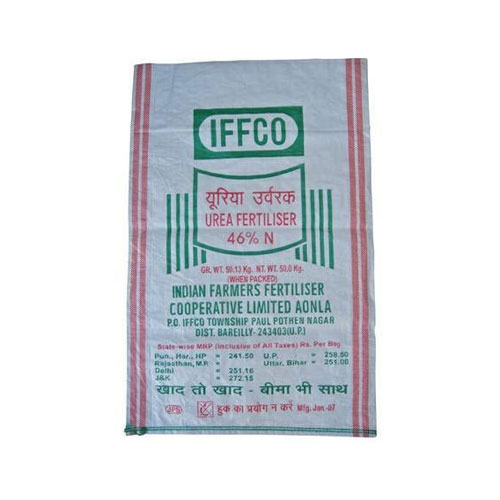 IFFCO
यूरिया उर्वरक
UREA FERTILISER
46% N
GR. WT. 50.13 Kg. NT. WT. 50.0 Kg.
(WHEN PACKED)
INDIAN FARMERS FERTILISER
COOPERATIVE LIMITED AONLA
P.O. IFFCO TOWNSHIP PAUL POTHEN NAGAR
DIST. BAREILLY-243403(U.P.)
State-wise MRP (Inclusive of All Taxes) Rs. Per Bag
Pun., Har., HP = 241.50 U.P. = 258.50
Rajasthan, M.P. Uttar, Bihar = 251.00
Delhi = 251.16
J&K = 272.15
खाद तो खाद - बीमा भी साथ
JPS हुक का प्रयोग न करें Mfg. Jan.-07